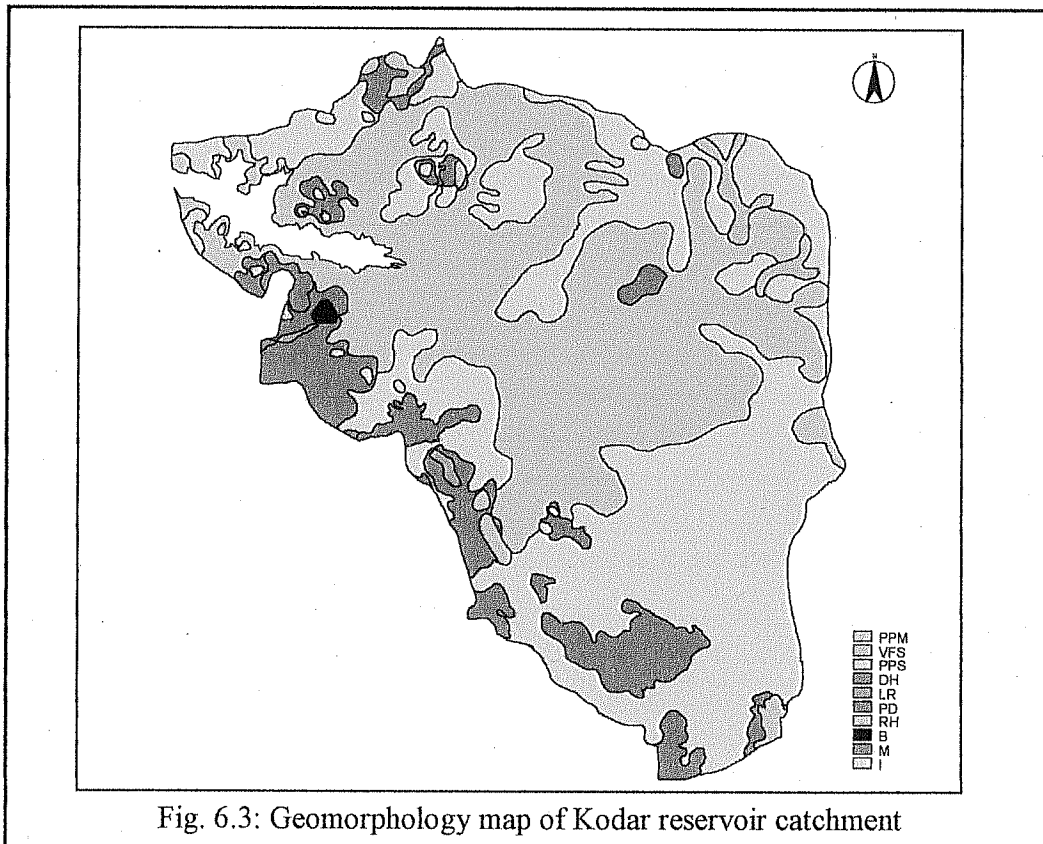 N
PPM
VFS
PPS
DH
LR
PD
RH
B
M
I
Fig. 6.3: Geomorphology map of Kodar reservoir catchment